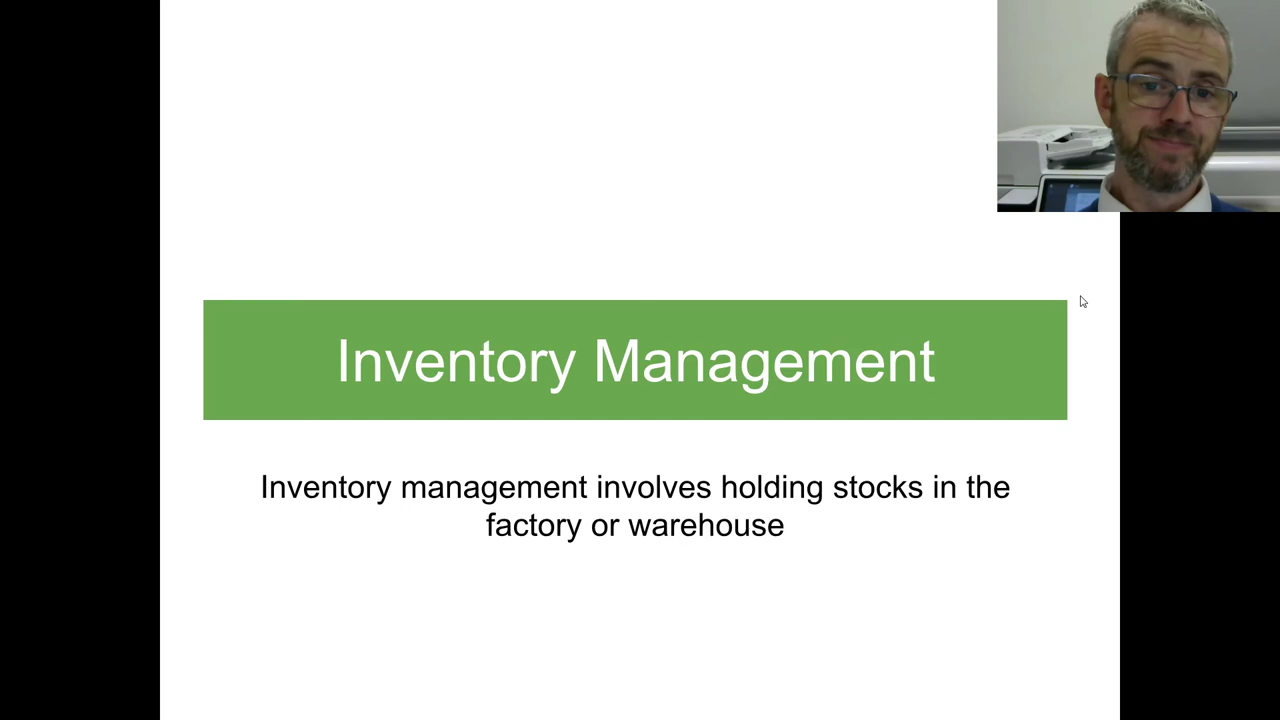 Inventory Management
Inventory management involves holding stocks in the
factory or warehouse